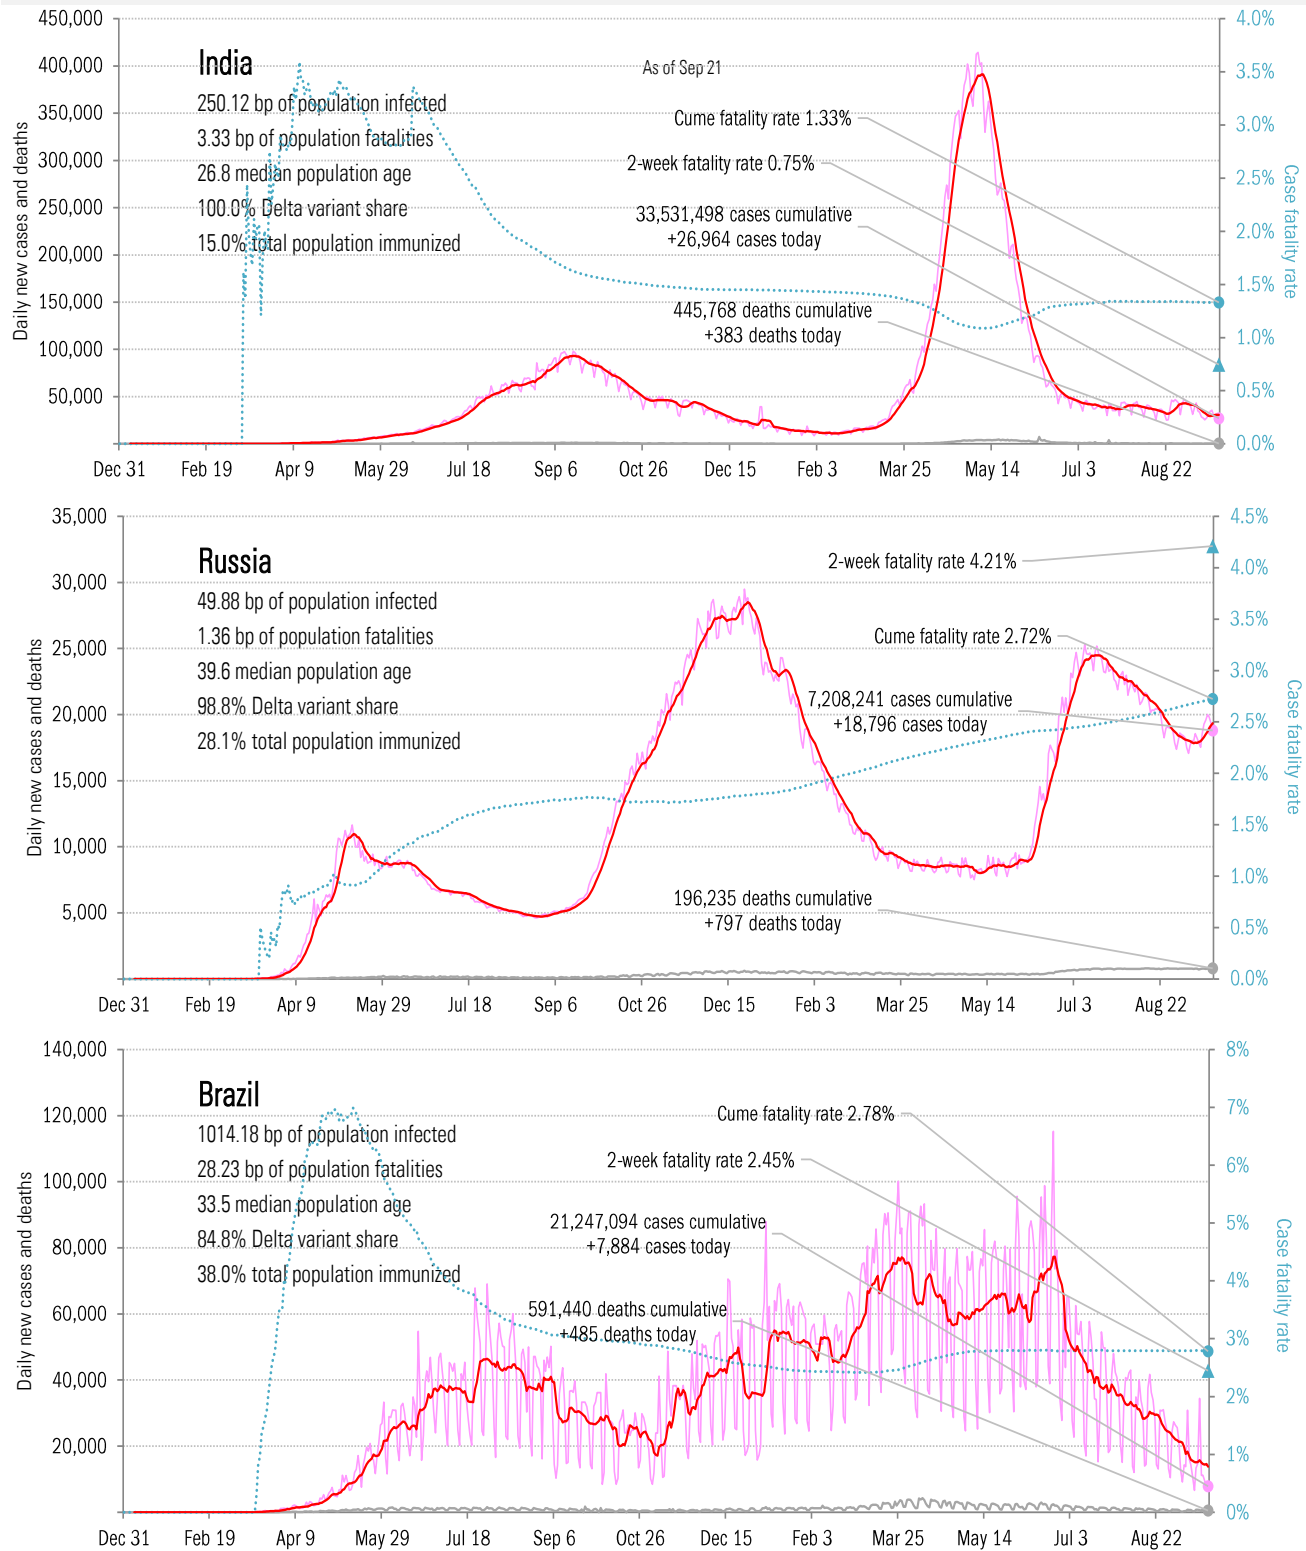 450,000
400,000
350,000
300,000
250,000
200,000
150,000
100,000
50,000
Daily new cases and deaths
India
250.12 bp of population infected
3.33 bp of population fatalities
26.8 median population age
100.0% Delta variant share
15.0% total population immunized
As of Sep 21
Cume fatality rate 1.33%
2-week fatality rate 0.75%
33,531,498 cases cumulative
+26,964 cases today
445,768 deaths cumulative
+383 deaths today
4.0%
3.5%
3.0%
2.5%
2.0%
1.5%
1.0%
0.5%
0.0%
Case fatality rate
Dec 31 Feb 19 Apr 9 May 29 Jul 18 Sep 6 Oct 26 Dec 15 Feb 3 Mar 25 May 14 Jul 3 Aug 22
35,000
30,000
25,000
20,000
15,000
10,000
5,000
Daily new cases and deaths
Russia
49.88 bp of population infected
1.36 bp of population fatalities
39.6 median population age
98.8% Delta variant share
28.1% total population immunized
2-week fatality rate 4.21%
Cume fatality rate 2.72%
7,208,241 cases cumulative
+18,796 cases today
196,235 deaths cumulative
+797 deaths today
4.5%
4.0%
3.5%
3.0%
2.5%
2.0%
1.5%
1.0%
0.5%
0.0%
Case fatality rate
Dec 31 Feb 19 Apr 9 May 29 Jul 18 Sep 6 Oct 26 Dec 15 Feb 3 Mar 25 May 14 Jul 3 Aug 22
140,000
120,000
100,000
80,000
60,000
40,000
20,000
Daily new cases and deaths
Brazil
1014.18 bp of population infected
28.23 bp of population fatalities
33.5 median population age
84.8% Delta variant share
38.0% total population immunized
Cume fatality rate 2.78%
2-week fatality rate 2.45%
21,247,094 cases cumulative
+7,884 cases today
591,440 deaths cumulative
+485 deaths today
8%
7%
6%
5%
4%
3%
2%
1%
0%
Case fatality rate
Dec 31 Feb 19 Apr 9 May 29 Jul 18 Sep 6 Oct 26 Dec 15 Feb 3 Mar 25 May 14 Jul 3 Aug 22